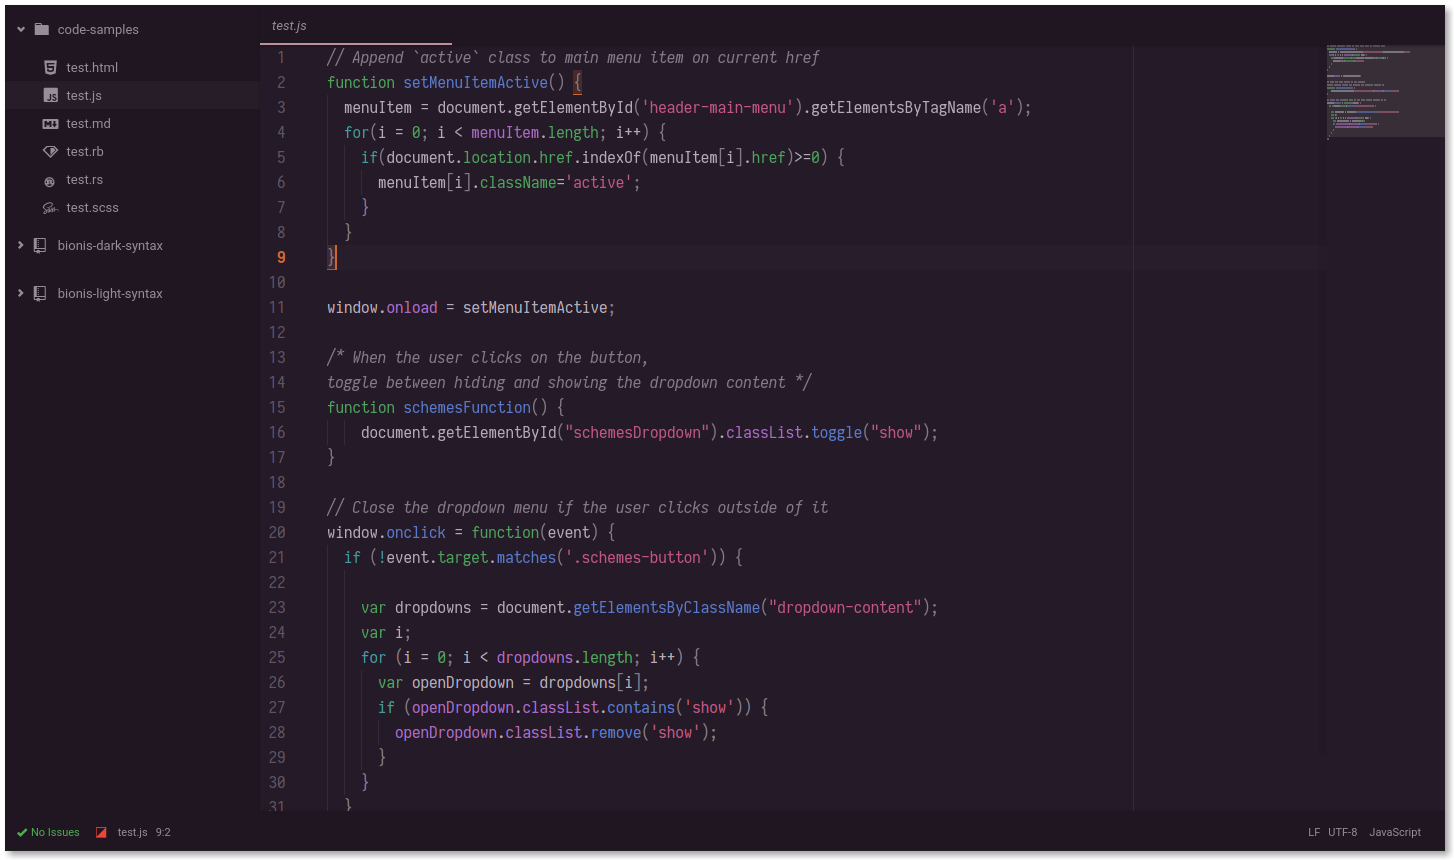 code-samples
test.html
test.js
test.md
test.rb
test.rs
test.scss
bionis-dark-syntax
bionis-light-syntax
test.js
1 // Append `active` class to main menu item on current href
2 function setMenuItemActive() {
3   menuItem = document.getElementById('header-main-menu').getElementsByTagName('a');
4   for(i = 0; i < menuItem.length; i++) {
5     if(document.location.href.indexOf(menuItem[i].href)>=0) {
6       menuItem[i].className='active';
7     }
8   }
9 }
10
11 window.onload = setMenuItemActive;
12
13 /* When the user clicks on the button,
14 toggle between hiding and showing the dropdown content */
15 function schemesFunction() {
16     document.getElementById("schemesDropdown").classList.toggle("show");
17 }
18
19 // Close the dropdown menu if the user clicks outside of it
20 window.onclick = function(event) {
21   if (!event.target.matches('.schemes-button')) {
22
23     var dropdowns = document.getElementsByClassName("dropdown-content");
24     var i;
25     for (i = 0; i < dropdowns.length; i++) {
26       var openDropdown = dropdowns[i];
27       if (openDropdown.classList.contains('show')) {
28         openDropdown.classList.remove('show');
29       }
30     }
31   }
No Issues test.js 9:2 LF UTF-8 JavaScript